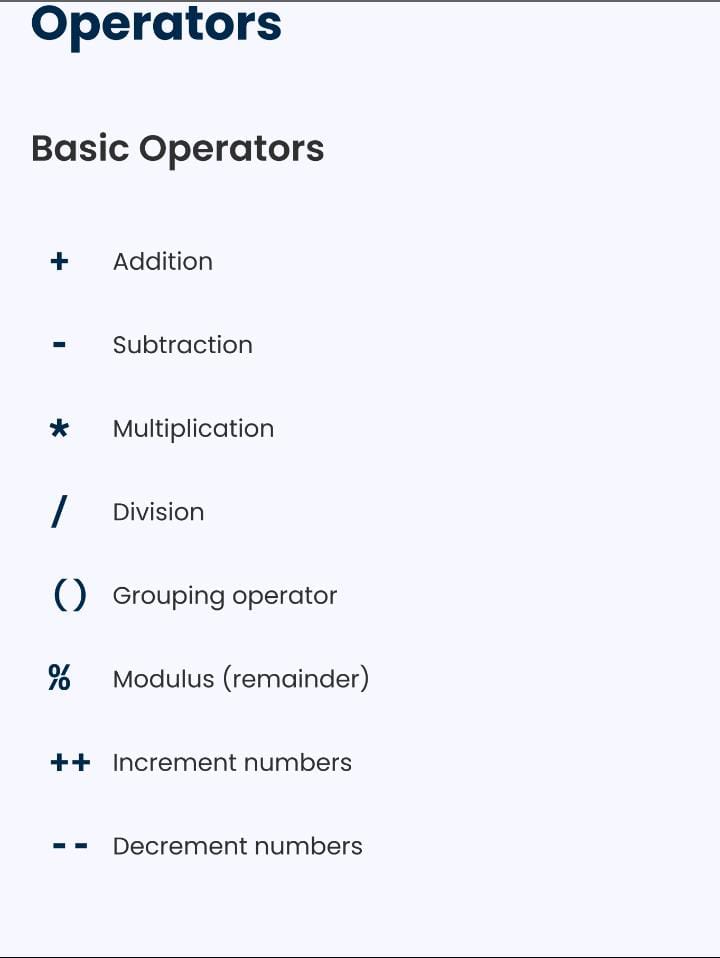 Operators
Basic Operators
+ Addition
- Subtraction
* Multiplication
/ Division
() Grouping operator
% Modulus (remainder)
++ Increment numbers
-- Decrement numbers